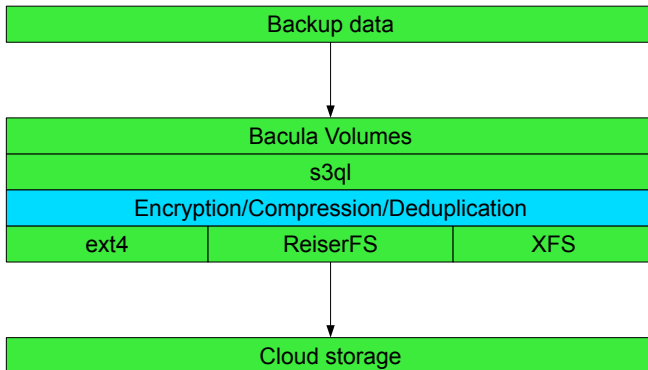 Backup data
Bacula Volumes
s3ql
Encryption/Compression/Deduplication
ext4 ReiserFS XFS
Cloud storage